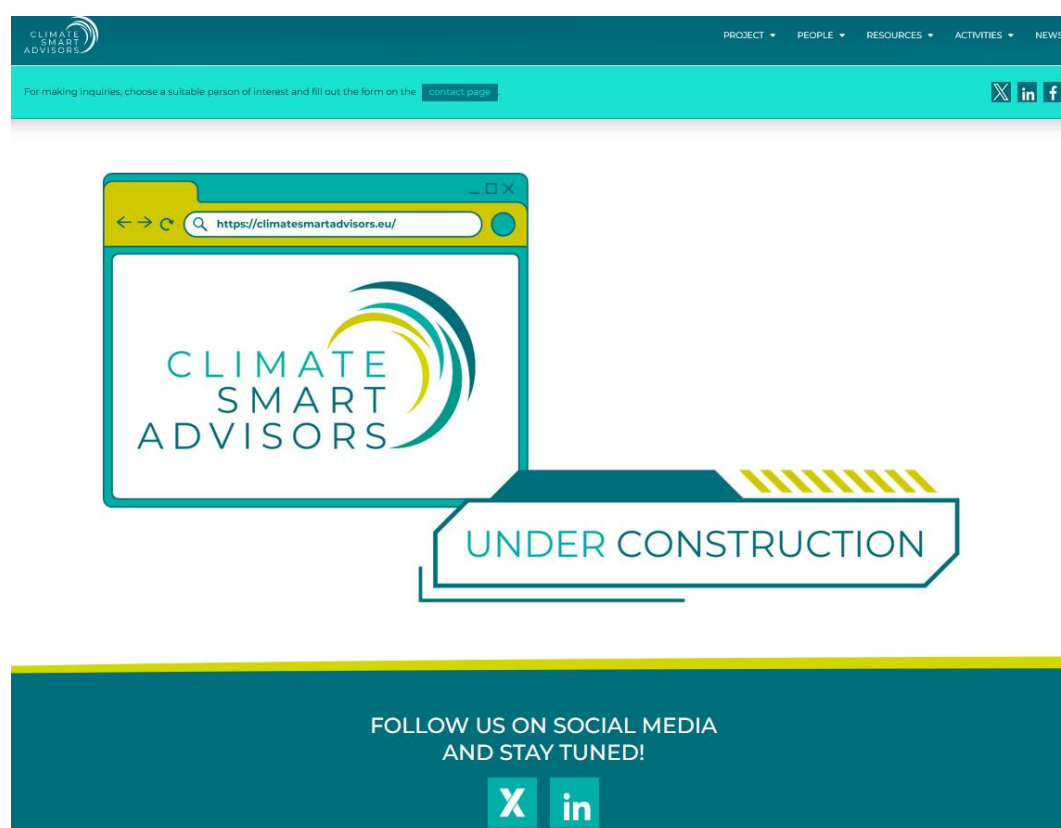 CLIMATE
SMART
ADVISORS
PROJECT PEOPLE RESOURCES ACTIVITIES NEWS
For making inquiries, choose a suitable person of interest and fill out the form on the contact page .
X in f
https://climatesmartadvisors.eu/
CLIMATE
SMART
ADVISORS
UNDER CONSTRUCTION
FOLLOW US ON SOCIAL MEDIA
AND STAY TUNED!
X in